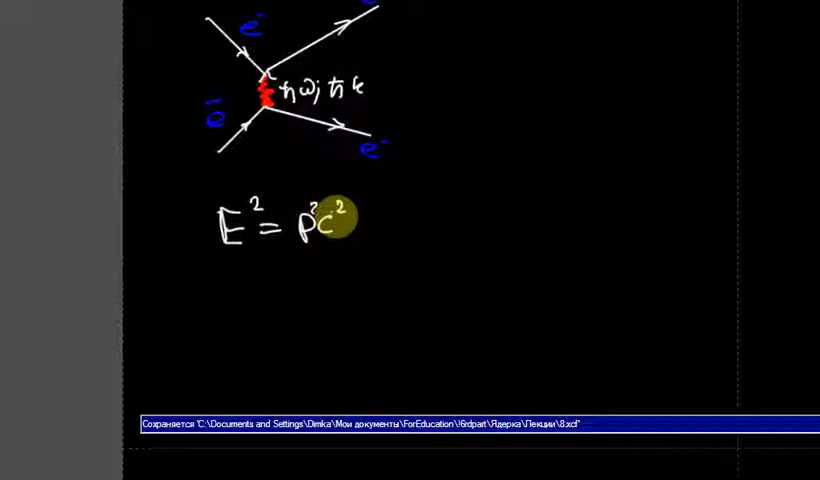 e⁻
e
ħω; ħk
e⁻
e⁻
E² = p²c²
Сохраняется 'C:\Documents and Settings\Dimka\Мои документы\ForEducation\!6rdpart\Ядерка\Лекции\8.xcf'